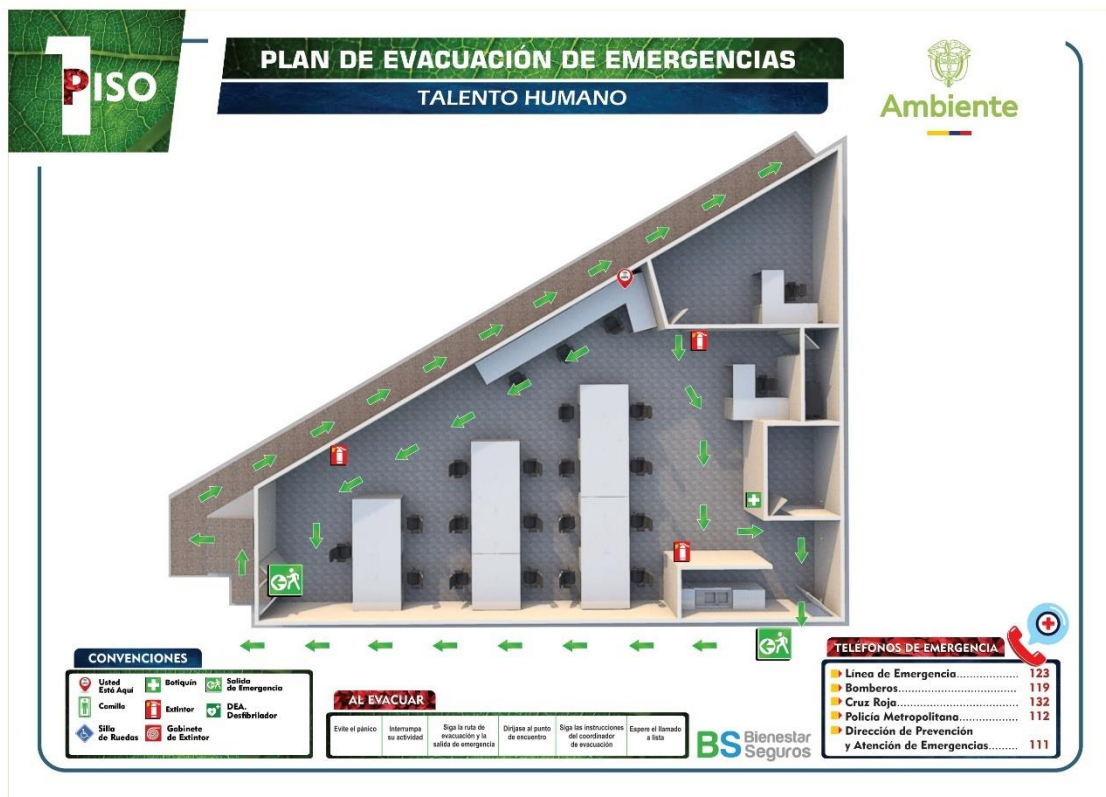 1
PISO
PLAN DE EVACUACIÓN DE EMERGENCIAS
TALENTO HUMANO
Ambiente
CONVENCIONES
Usted
Está Aquí
Botiquín
Salida
de Emergencia
Camilla
Extintor
DEA.
Desfibrilador
Silla
de Ruedas
Gabinete
de Extintor
AL EVACUAR
Evite el pánico
Interrumpa
su actividad
Siga la ruta de
evacuación y la
salida de emergencia
Diríjase al punto
de encuentro
Siga las instrucciones
del coordinador
de evacuación
Espere el llamado
a lista
BS Bienestar
Seguros
TELÉFONOS DE EMERGENCIA
Línea de Emergencia................ 123
Bomberos................ 119
Cruz Roja................ 132
Policía Metropolitana................ 112
Dirección de Prevención
y Atención de Emergencias........ 111